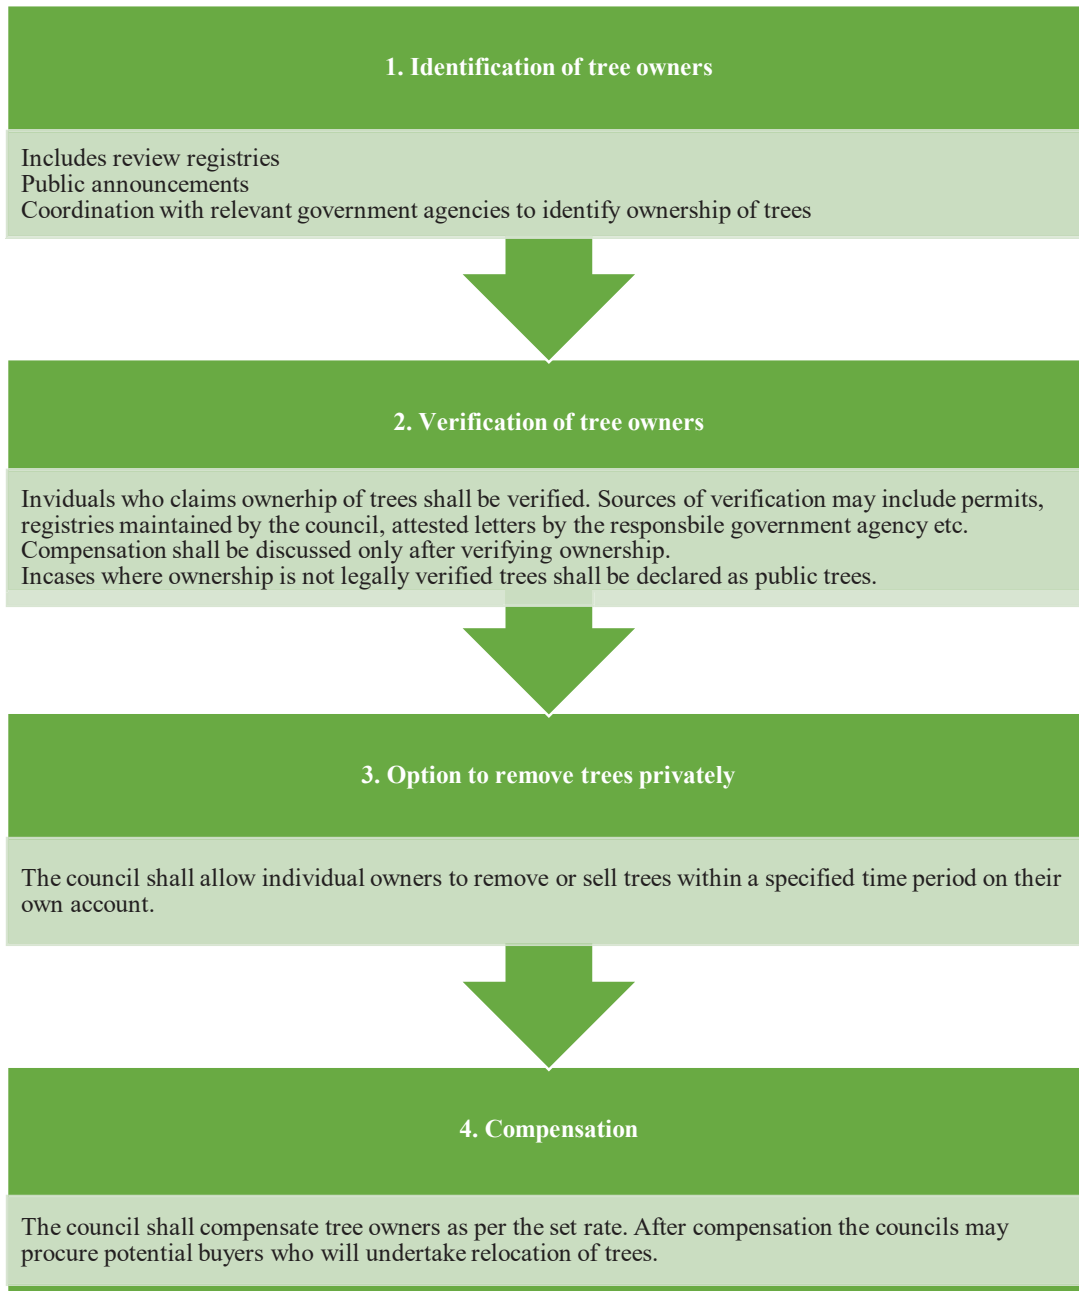 1. Identification of tree owners
Includes review registries
Public announcements
Coordination with relevant government agencies to identify ownership of trees
2. Verification of tree owners
Inviduals who claims ownerhip of trees shall be verified. Sources of verification may include permits,
registries maintained by the council, attested letters by the responsbile government agency etc.
Compensation shall be discussed only after verifying ownership.
Incases where ownership is not legally verified trees shall be declared as public trees.
3. Option to remove trees privately
The council shall allow individual owners to remove or sell trees within a specified time period on their
own account.
4. Compensation
The council shall compensate tree owners as per the set rate. After compensation the councils may
procure potential buyers who will undertake relocation of trees.